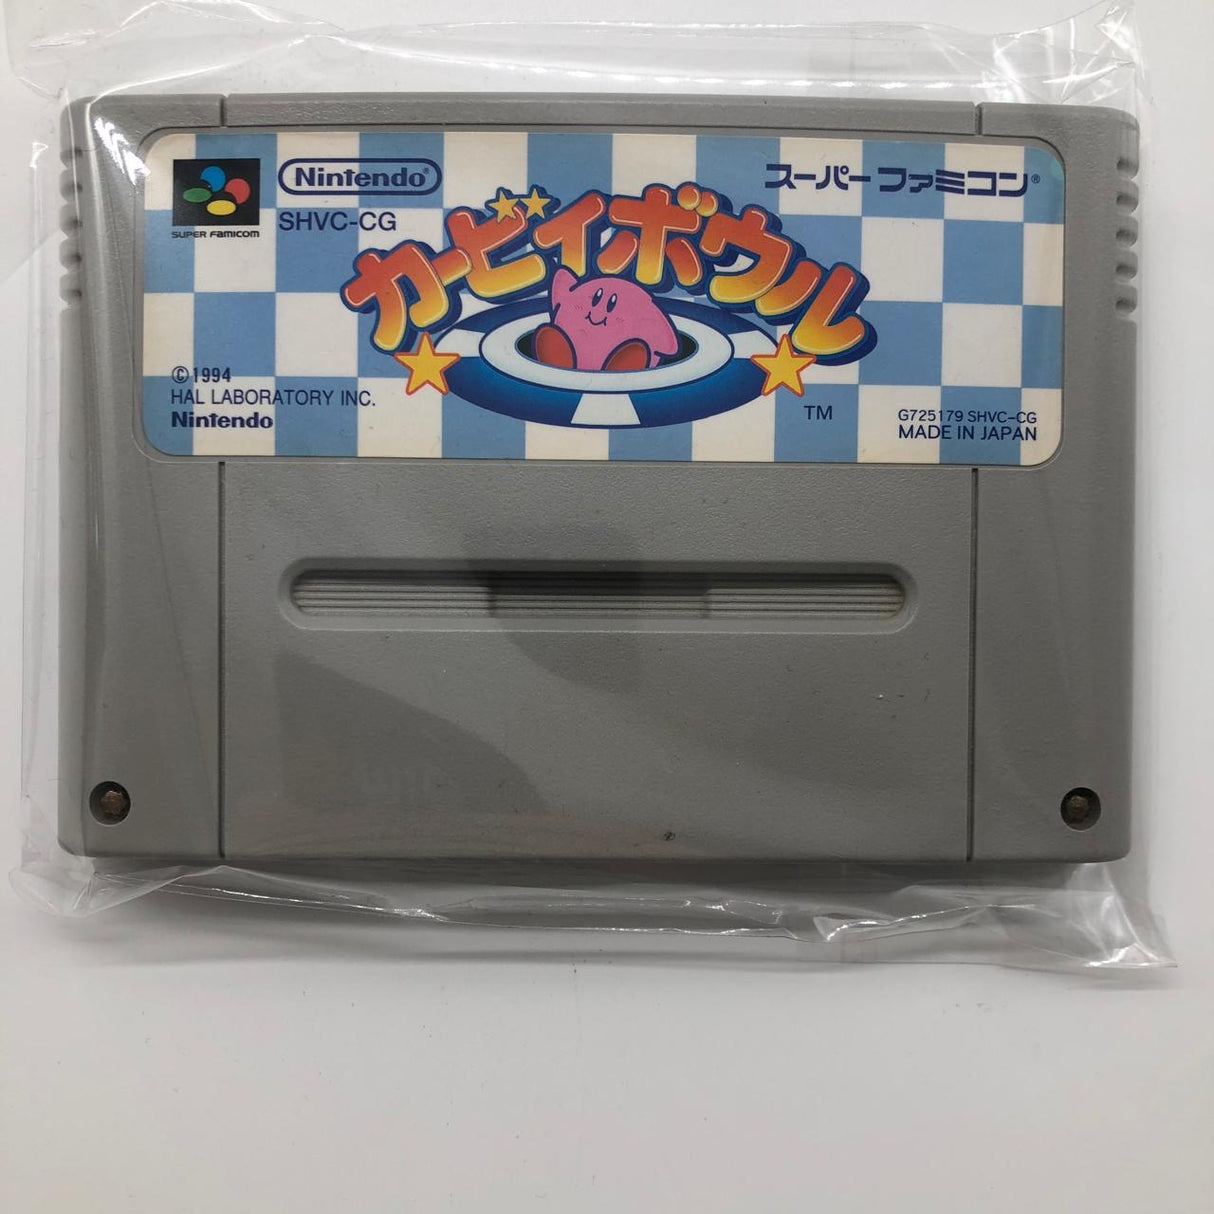 Nintendo®
スーパーファミコン®
SUPER FAMICOM
SHVC-CG
カービィボウル
©1994
HAL LABORATORY INC.
Nintendo
TM
G725179 SHVC-CG
MADE IN JAPAN